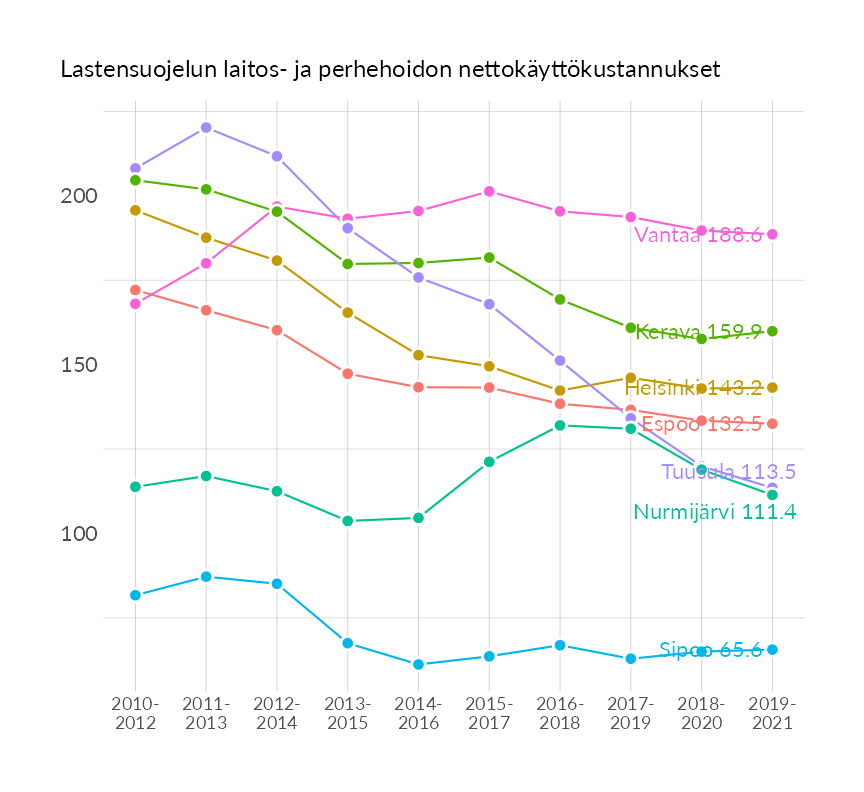 Lastensuojelun laitos- ja perhehoidon nettokäyttökustannukset
200
150
100
Vantaa 188.6
Kerava 159.9
Helsinki 143.2
Espoo 132.5
Tuusula 113.5
Nurmijärvi 111.4
Sipoo 65.6
2010- 2011- 2012- 2013- 2014- 2015- 2016- 2017- 2018- 2019-
2012 2013 2014 2015 2016 2017 2018 2019 2020 2021